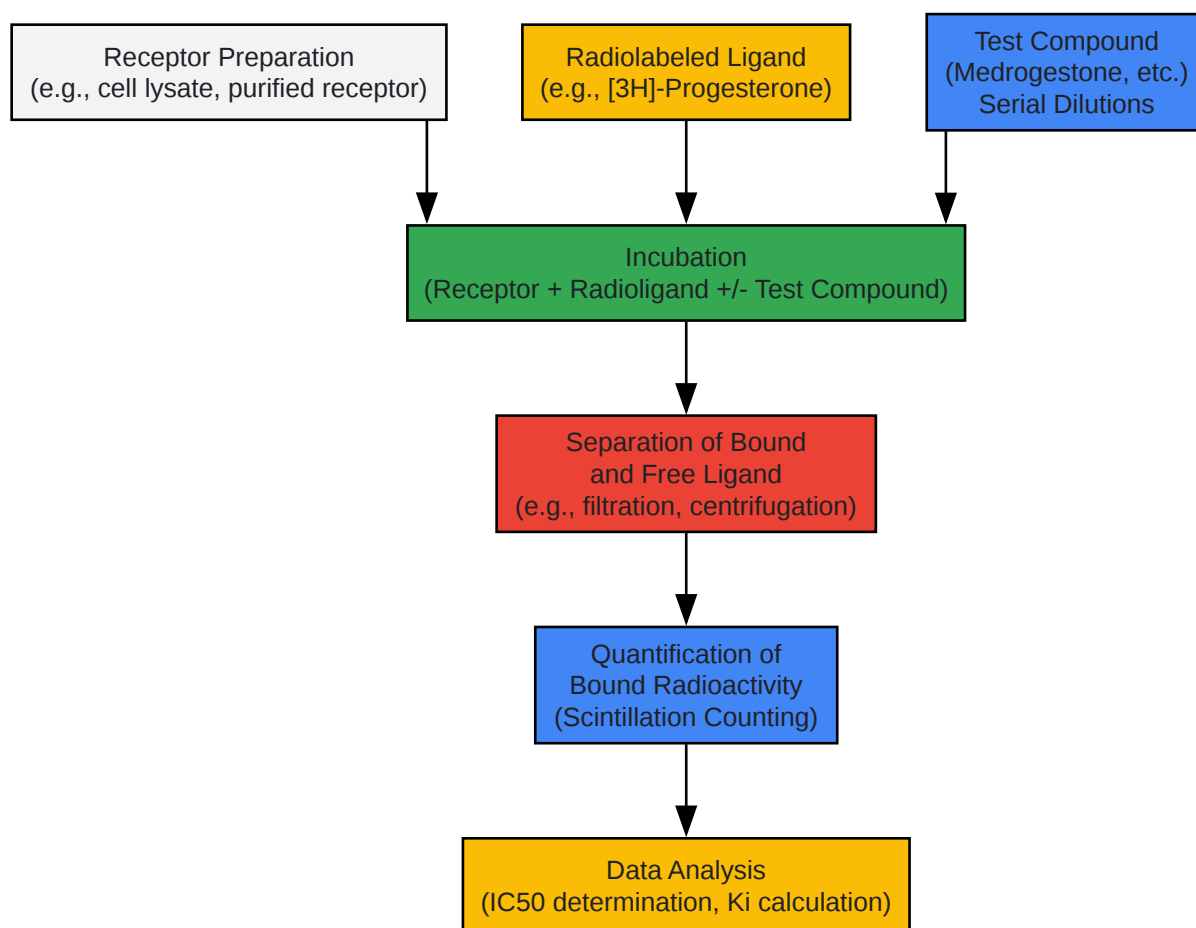 Receptor Preparation
(e.g., cell lysate, purified receptor)
Radiolabeled Ligand
(e.g., [3H]-Progesterone)
Test Compound
(Medrogestone, etc.)
Serial Dilutions
Incubation
(Receptor + Radioligand +/- Test Compound)
Separation of Bound
and Free Ligand
(e.g., filtration, centrifugation)
Quantification of
Bound Radioactivity
(Scintillation Counting)
Data Analysis
(IC50 determination, Ki calculation)